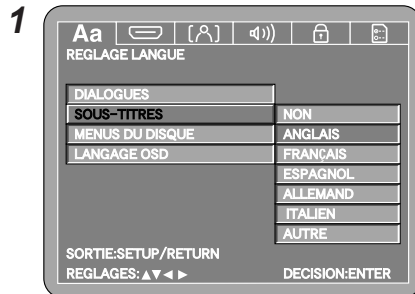 1
Aa
REGLAGE LANGUE
DIALOGUES
SOUS-TITRES
NON
MENUS DU DISQUE
ANGLAIS
LANGAGE OSD
FRANÇAIS
ESPAGNOL
ALLEMAND
ITALIEN
AUTRE
SORTIE:SETUP/RETURN
REGLAGES:▲▼◄►
DECISION:ENTER